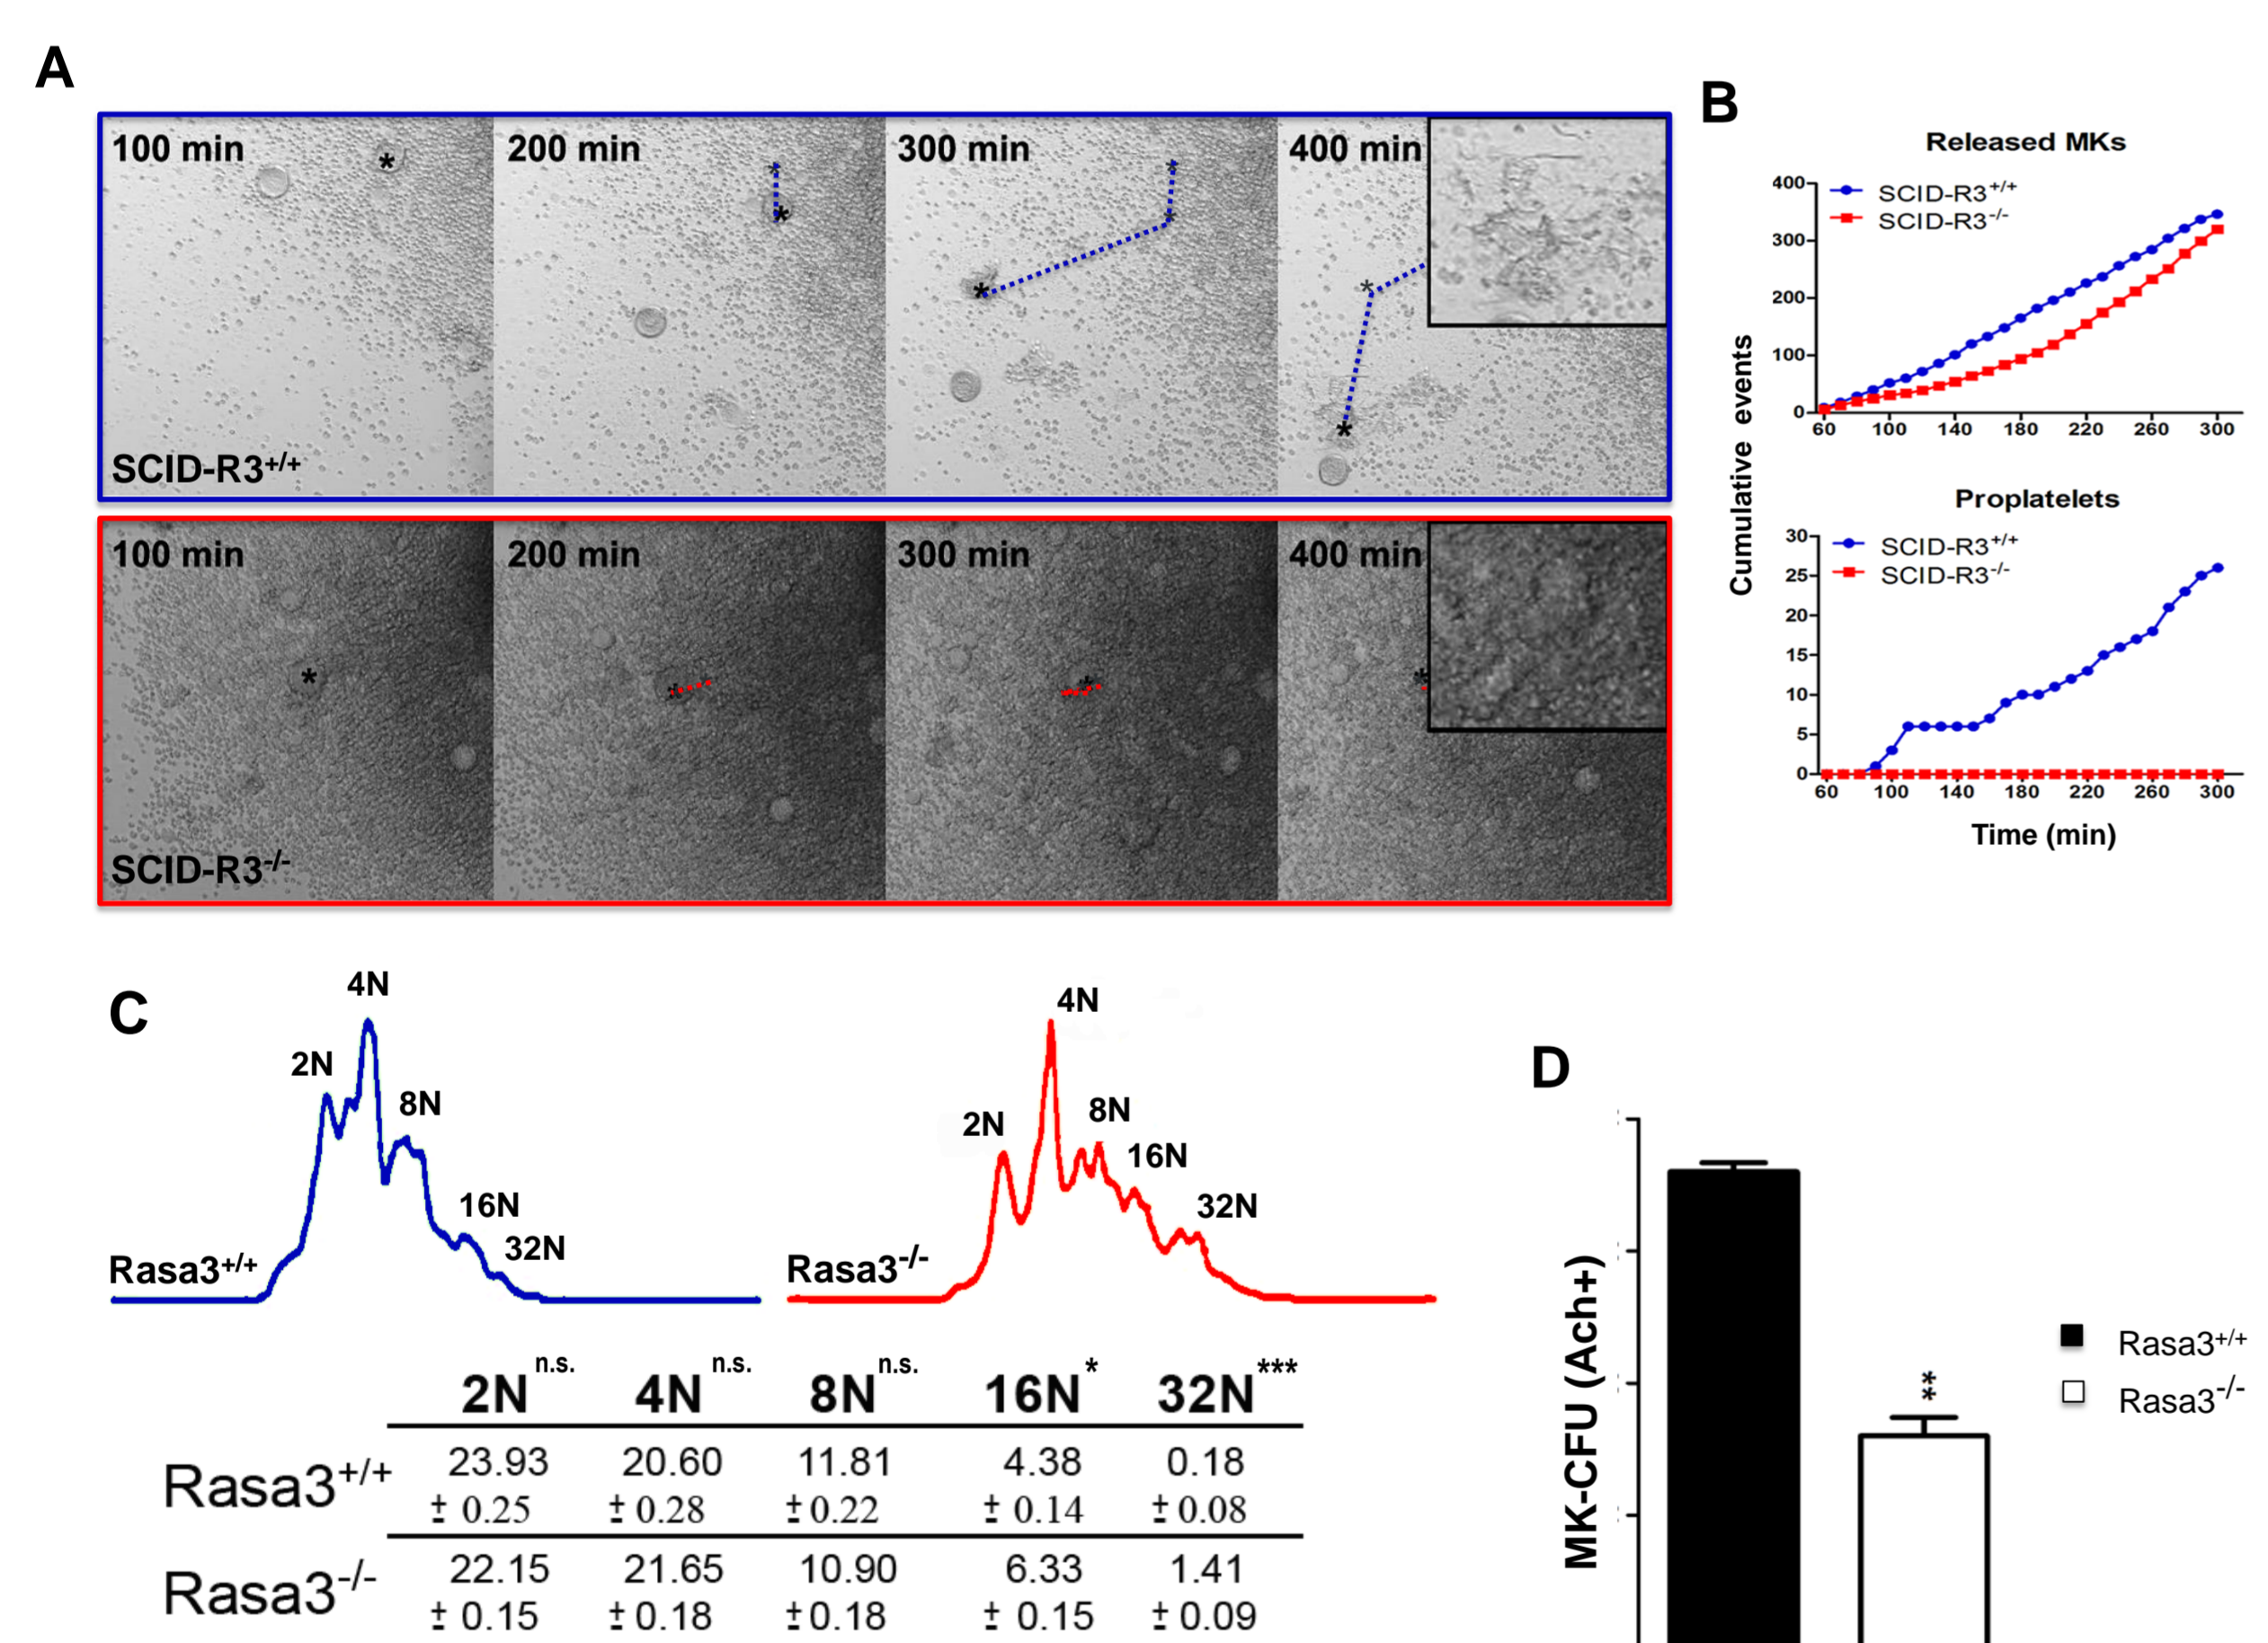 A
100 min
200 min
300 min
400 min
SCID-R3+/+
100 min
200 min
300 min
400 min
SCID-R3-/-
B
Released MKs
SCID-R3+/+
SCID-R3-/-
400
300
200
100
0
60 100 140 180 220 260 300
Cumulative events
Proplatelets
SCID-R3+/+
SCID-R3-/-
30
25
20
15
10
5
0
60 100 140 180 220 260 300
Time (min)
C
4N
2N
8N
16N
32N
Rasa3+/+
4N
2N
8N
16N
32N
Rasa3-/-
2N n.s. 4N n.s. 8N n.s. 16N * 32N ***
Rasa3+/+ 23.93 20.60 11.81 4.38 0.18
± 0.25 ± 0.28 ± 0.22 ± 0.14 ± 0.08
Rasa3-/- 22.15 21.65 10.90 6.33 1.41
± 0.15 ± 0.18 ± 0.18 ± 0.15 ± 0.09
D
MK-CFU (Ach+)
**
Rasa3+/+
Rasa3-/-